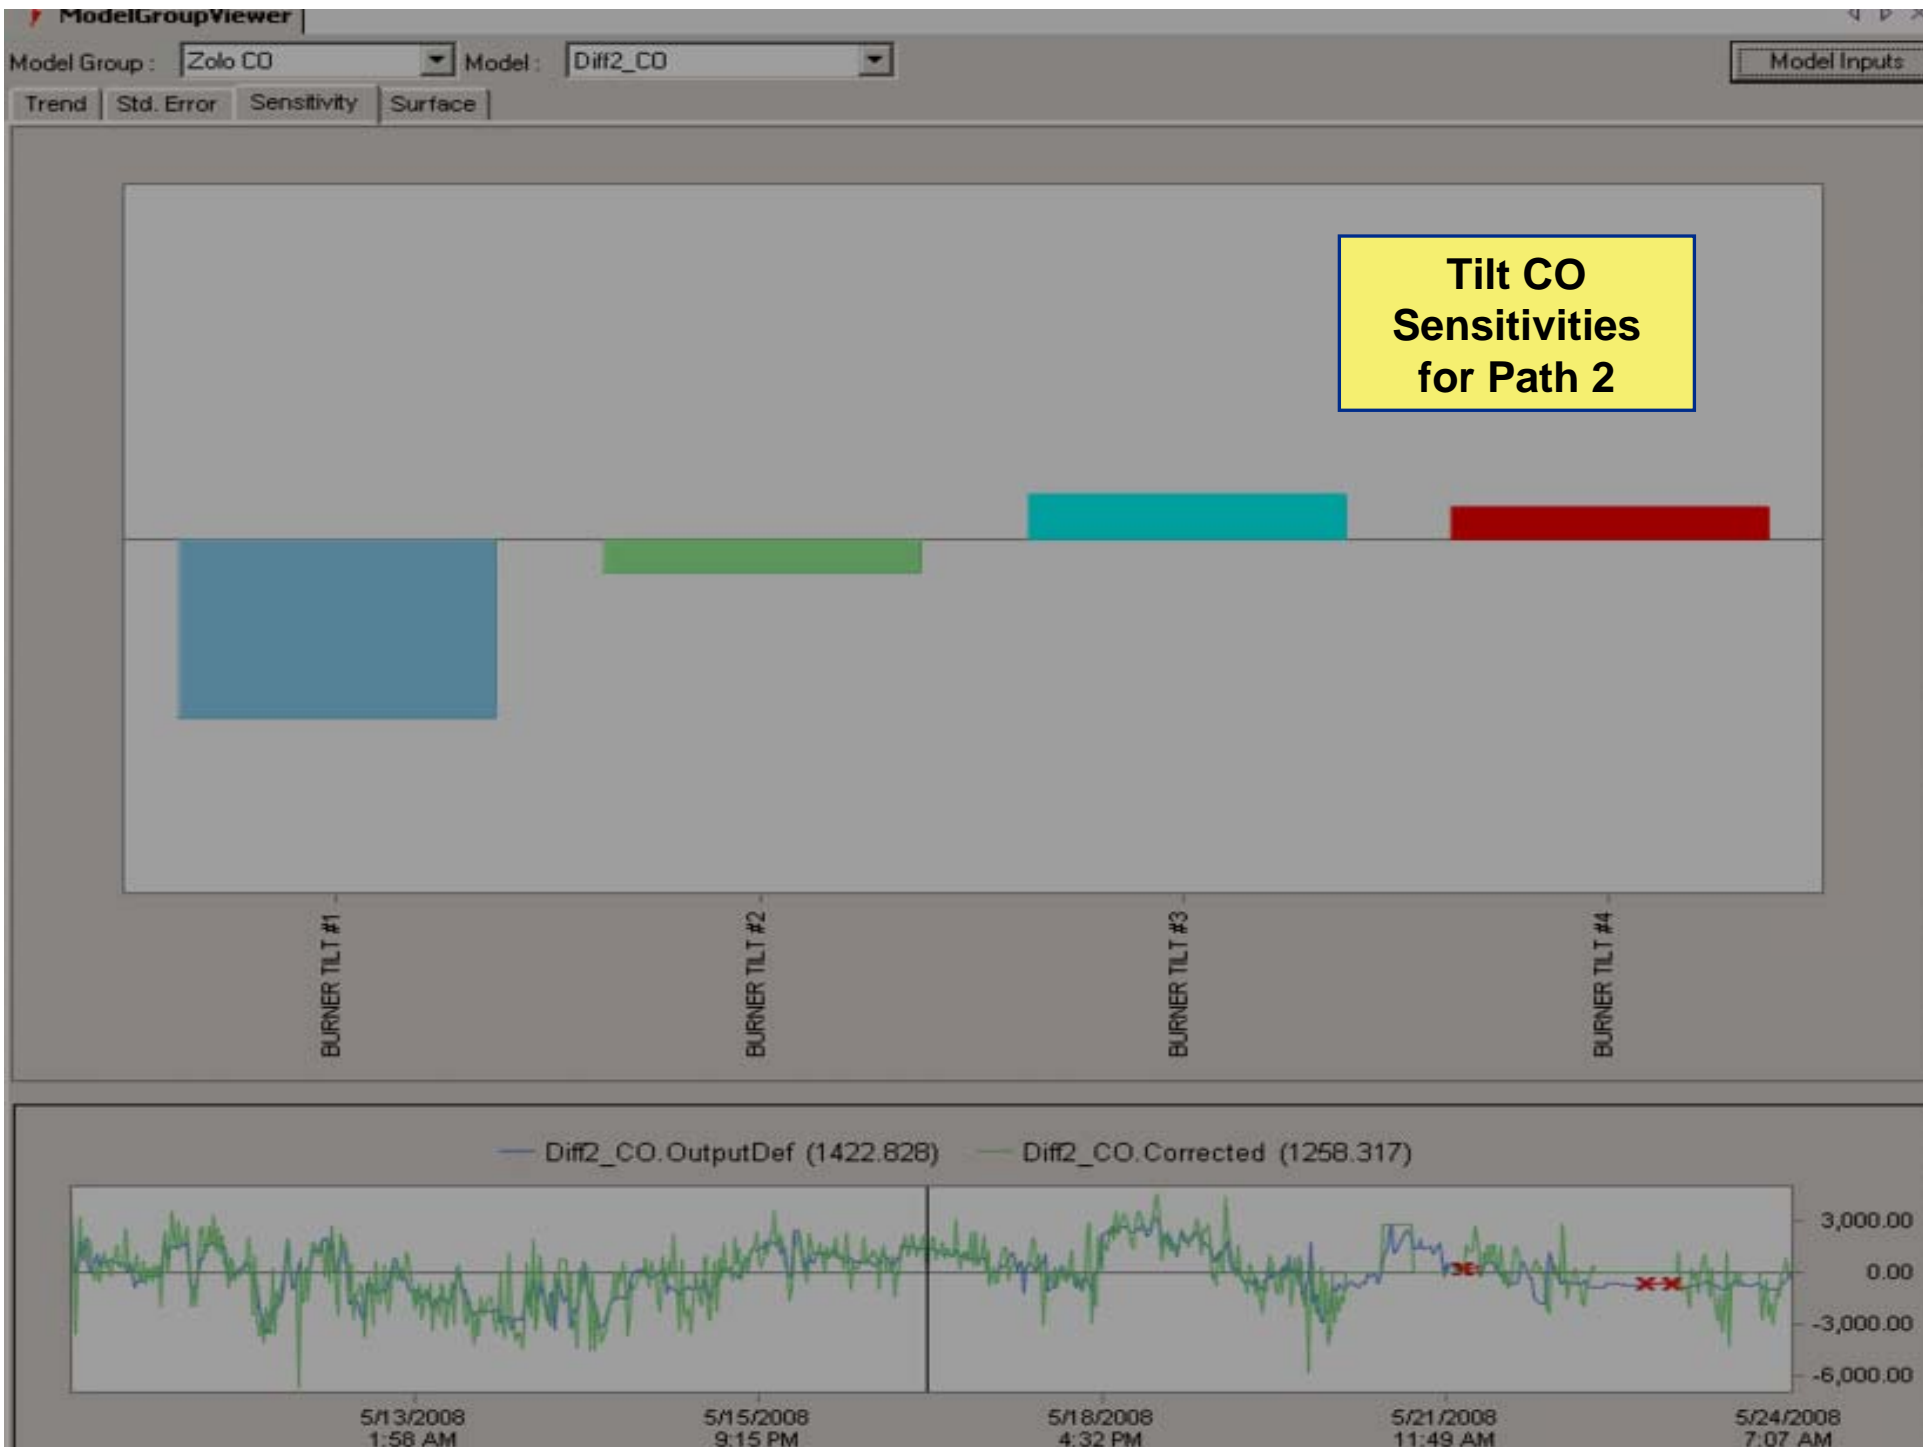 ModelGroupViewer
Model Group : Zolo CO Model : Diff2_CO Model Inputs
Trend Std. Error Sensitivity Surface
Tilt CO
Sensitivities
for Path 2
BURNER TILT #1
BURNER TILT #2
BURNER TILT #3
BURNER TILT #4
Diff2_CO.OutputDef (1422.828) Diff2_CO.Corrected (1258.317)
3,000.00
0.00
-3,000.00
-6,000.00
5/13/2008 5/15/2008 5/18/2008 5/21/2008 5/24/2008
1:58 AM 9:15 PM 4:32 PM 11:49 AM 7:07 AM